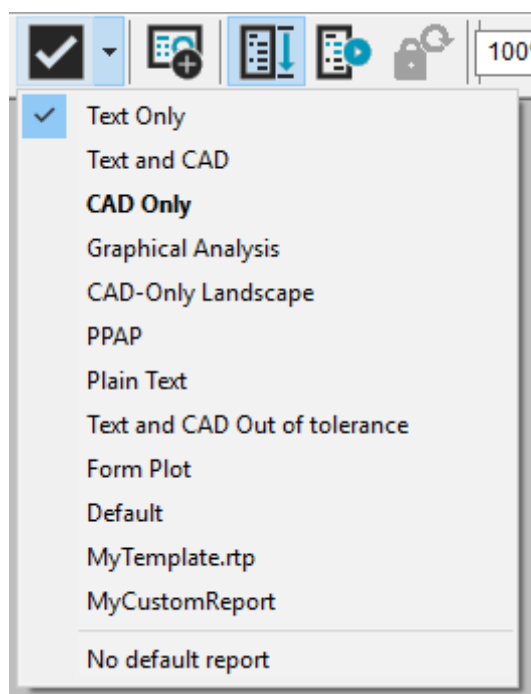 100%
Text Only
Text and CAD
CAD Only
Graphical Analysis
CAD-Only Landscape
PPAP
Plain Text
Text and CAD Out of tolerance
Form Plot
Default
MyTemplate.rtp
MyCustomReport
No default report